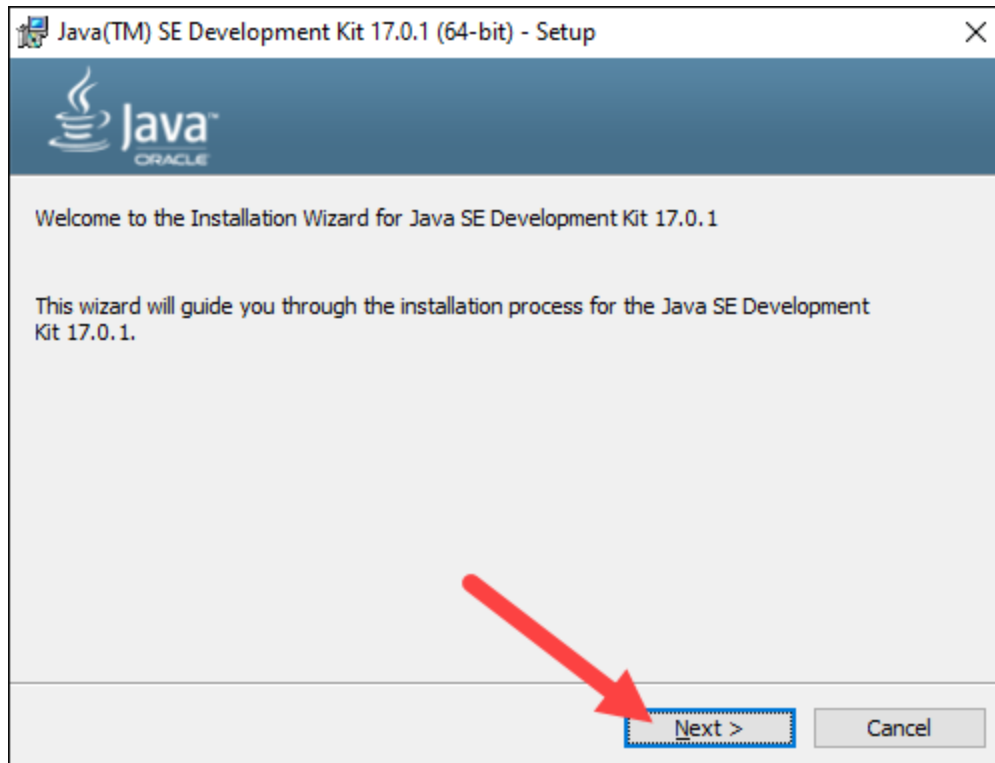 Java(TM) SE Development Kit 17.0.1 (64-bit) - Setup
Java™
ORACLE
Welcome to the Installation Wizard for Java SE Development Kit 17.0.1
This wizard will guide you through the installation process for the Java SE Development
Kit 17.0.1.
Next > Cancel